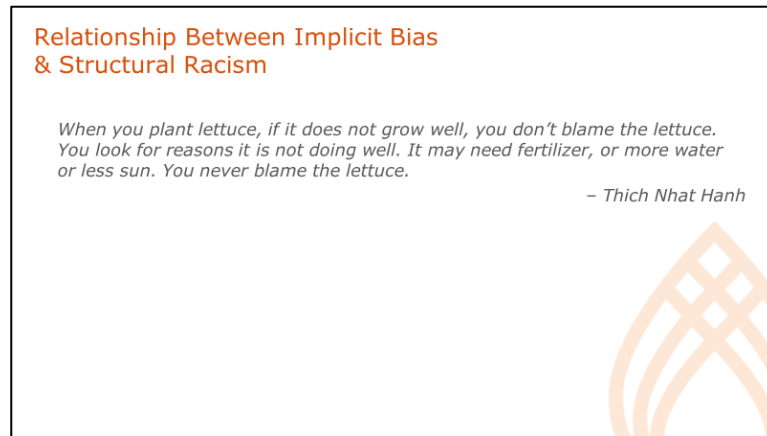 Relationship Between Implicit Bias
& Structural Racism
When you plant lettuce, if it does not grow well, you don’t blame the lettuce.
You look for reasons it is not doing well. It may need fertilizer, or more water
or less sun. You never blame the lettuce.
– Thich Nhat Hanh